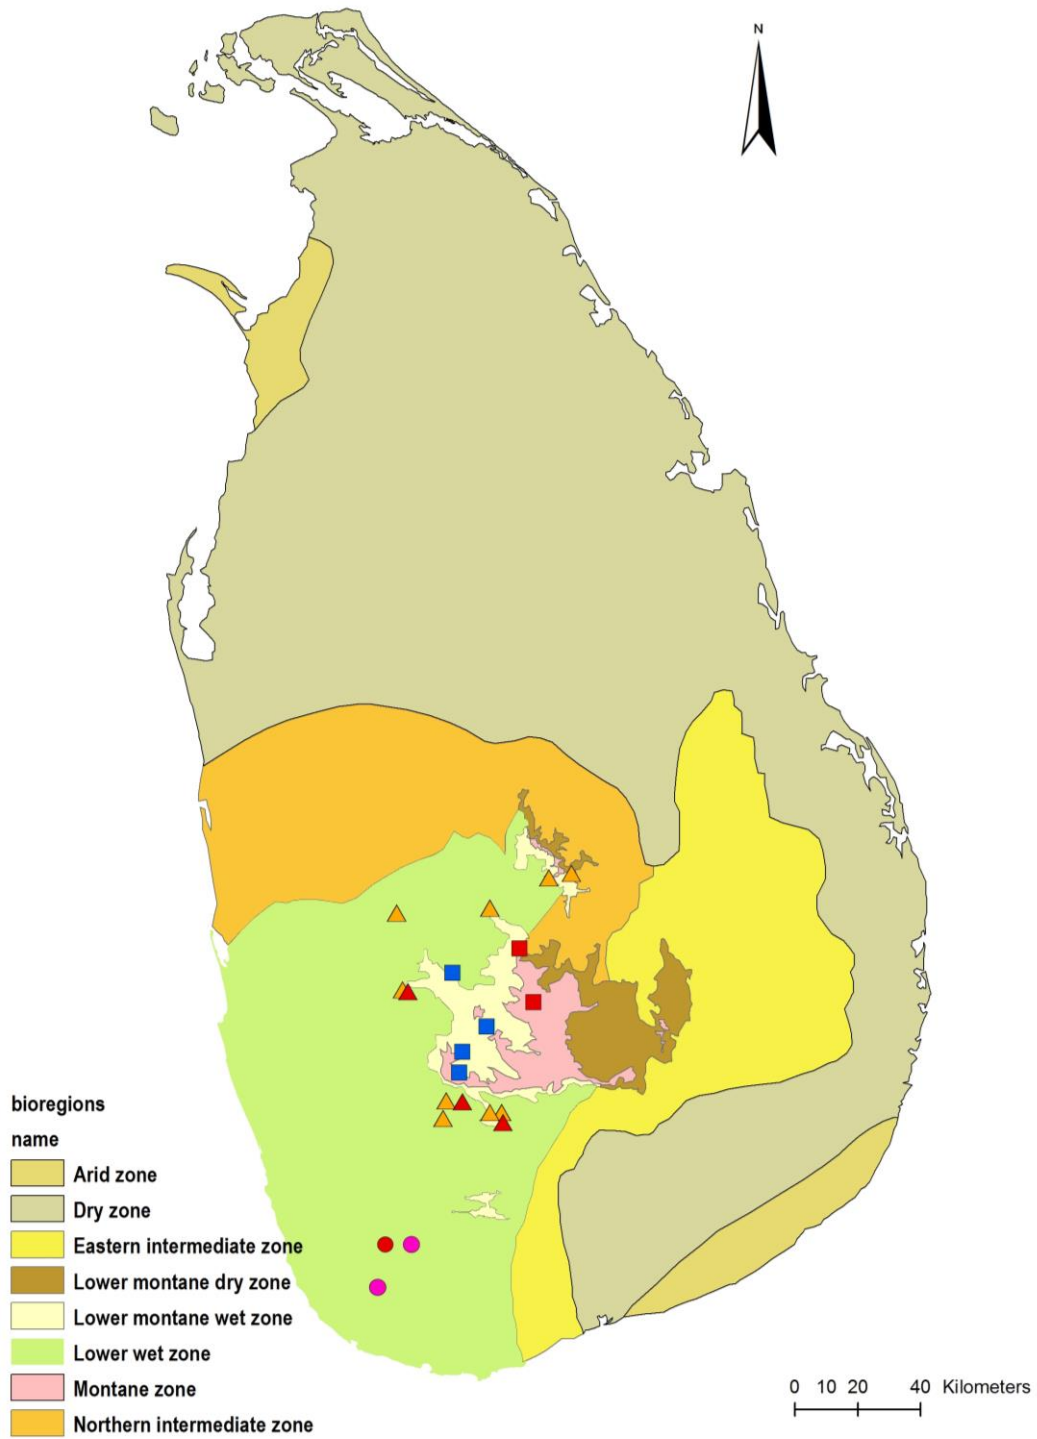 N
bioregions
name
Arid zone
Dry zone
Eastern intermediate zone
Lower montane dry zone
Lower montane wet zone
Lower wet zone
Montane zone
Northern intermediate zone
0 10 20 40 Kilometers